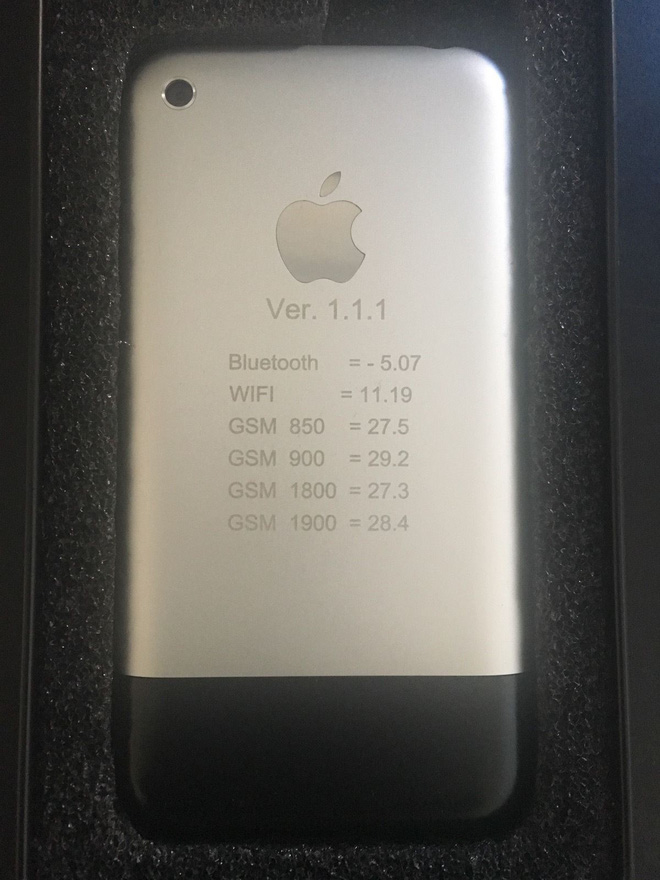 Ver. 1.1.1
Bluetooth = - 5.07
WIFI = 11.19
GSM 850 = 27.5
GSM 900 = 29.2
GSM 1800 = 27.3
GSM 1900 = 28.4